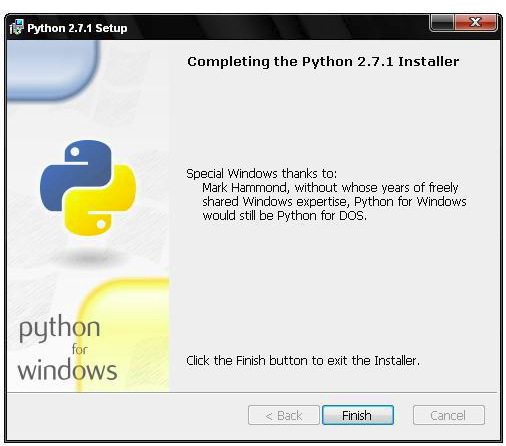 Python 2.7.1 Setup
Completing the Python 2.7.1 Installer
Special Windows thanks to:
Mark Hammond, without whose years of freely
shared Windows expertise, Python for Windows
would still be Python for DOS.
python
for
windows
Click the Finish button to exit the Installer.
< Back
Finish
Cancel